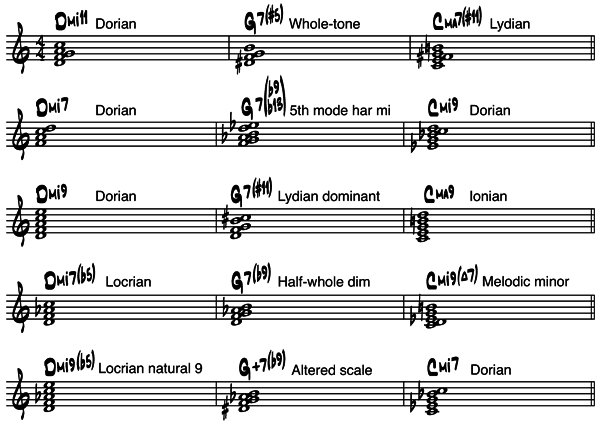 Dmi11 Dorian G7(#5) Whole-tone Cma7(#11) Lydian
4
4
Dmi7 Dorian G7(b9 b13) 5th mode har mi Cmi9 Dorian
Dmi9 Dorian G7(#11) Lydian dominant Cma9 Ionian
Dmi7(b5) Locrian G7(b9) Half-whole dim Cmi9(Δ7) Melodic minor
Dmi9(b5) Locrian natural 9 G+7(b9) Altered scale Cmi7 Dorian